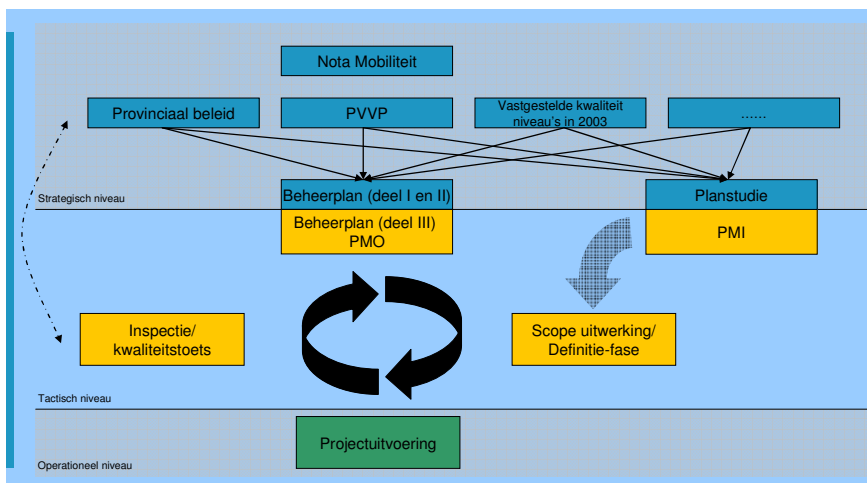 Nota Mobiliteit
Provinciaal beleid
PVVP
Vastgestelde kwaliteit
niveau's in 2003
......
Beheerplan (deel I en II)
Planstudie
Strategisch niveau
Beheerplan (deel III)
PMO
PMI
Inspectie/
kwaliteitstoets
Scope uitwerking/
Definitie-fase
Tactisch niveau
Projectuitvoering
Operationeel niveau